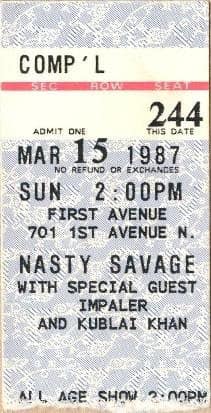 COMP'L
SEC ROW SEAT
244
ADMIT ONE THIS DATE
MAR 15 1987
NO REFUND OR EXCHANGES
SUN 2:00PM
FIRST AVENUE
701 1ST AVENUE N.
NASTY SAVAGE
WITH SPECIAL GUEST
IMPALER
AND KUBLAI KHAN
ALL AGE SHOW 2:00PM